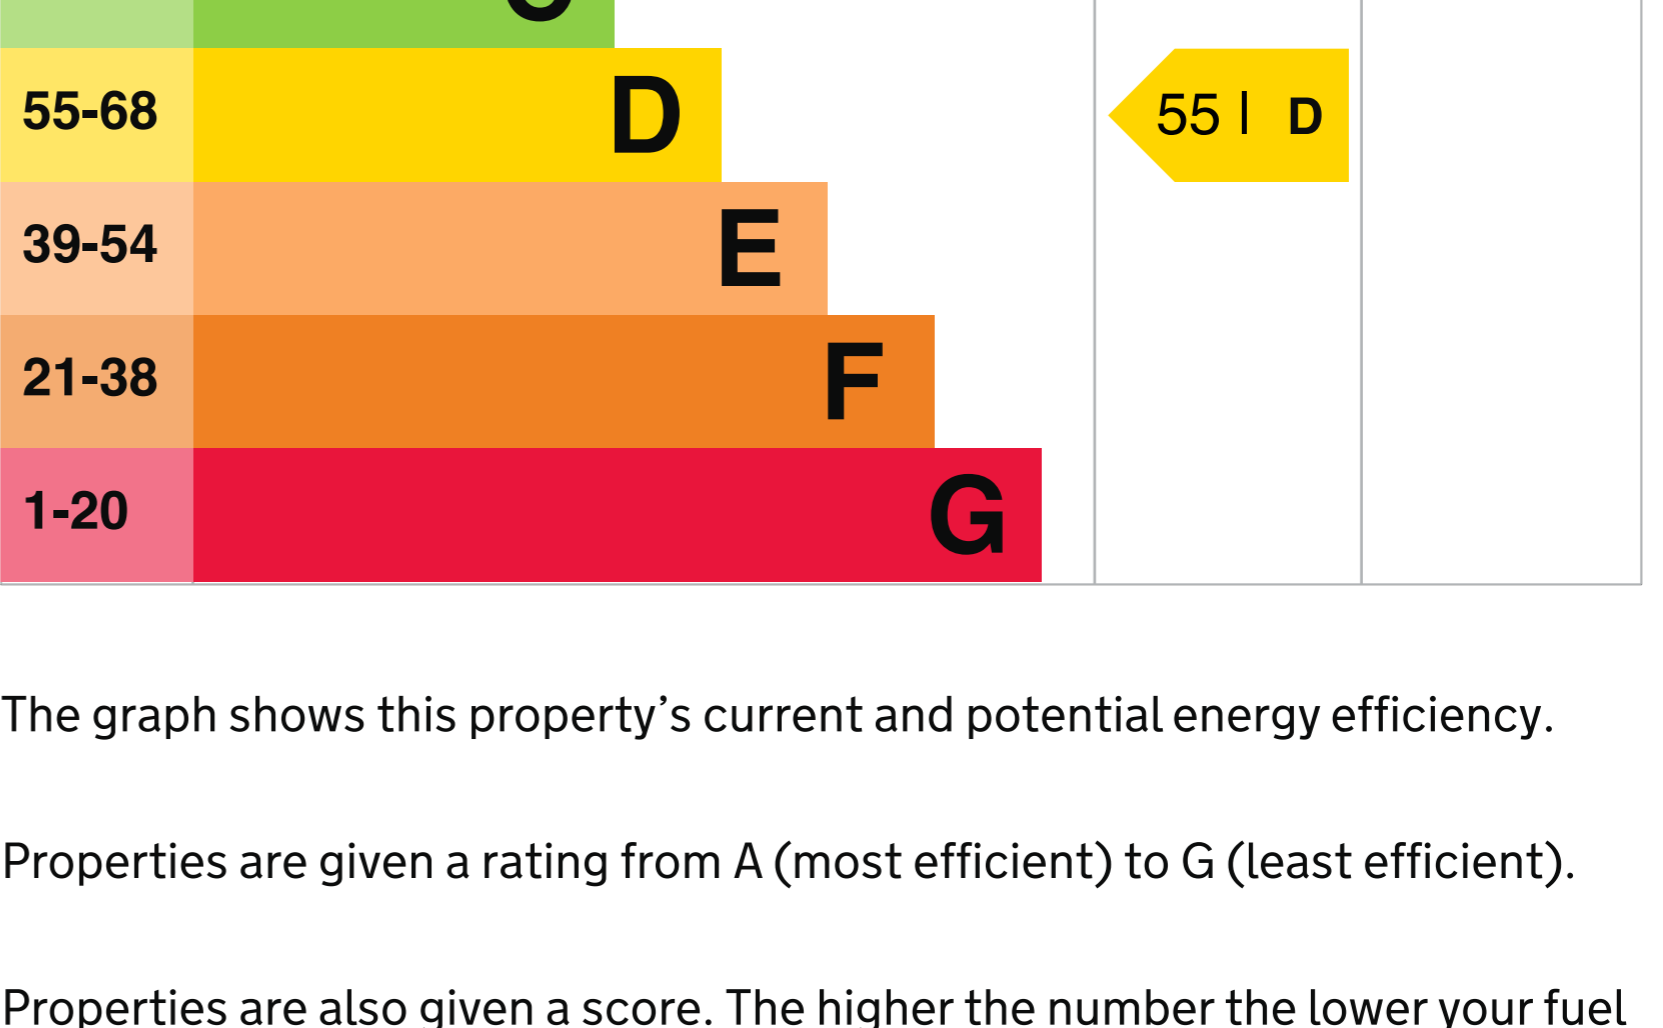 C
55-68 D 55 | D
39-54 E
21-38 F
1-20 G
The graph shows this property’s current and potential energy efficiency.
Properties are given a rating from A (most efficient) to G (least efficient).
Properties are also given a score. The higher the number the lower your fuel